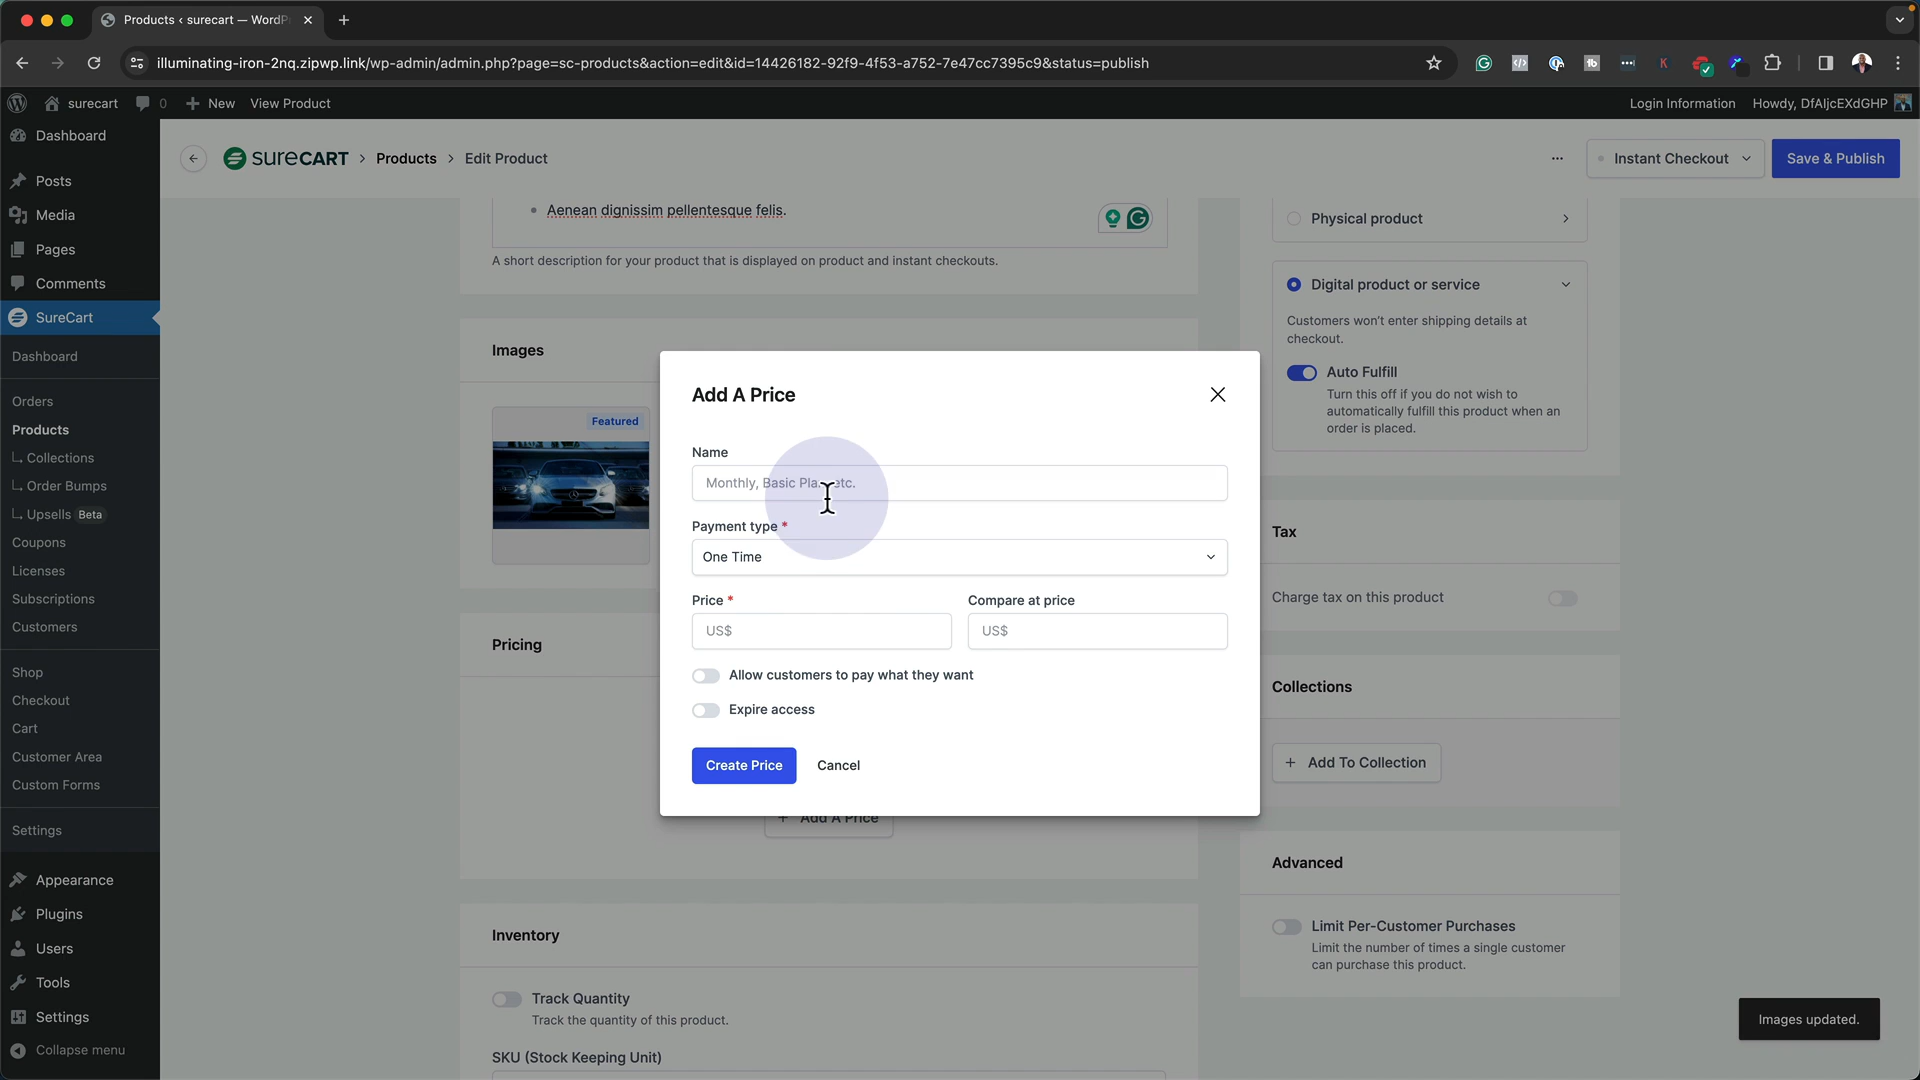 Products ‹ surecart — WordP
illuminating-iron-2nq.zipwp.link/wp-admin/admin.php?page=sc-products&action=edit&id=14426182-92f9-4f53-a752-7e47cc7395c9&status=publish
surecart 0 New View Product Login Information Howdy, DfAljcEXdGHP
Dashboard
Posts
Media
Pages
Comments
SureCart
Dashboard
Orders
Products
Collections
Order Bumps
Upsells Beta
Coupons
Licenses
Subscriptions
Customers
Shop
Checkout
Cart
Customer Area
Custom Forms
Settings
Appearance
Plugins
Users
Tools
Settings
Collapse menu
SURECART > Products > Edit Product
Instant Checkout
Save & Publish
Aenean dignissim pellentesque felis.
A short description for your product that is displayed on product and instant checkouts.
Images
Featured
Pricing
Add A Price
Inventory
Track Quantity
Track the quantity of this product.
SKU (Stock Keeping Unit)
Add A Price
Name
Monthly, Basic Pla etc.
Payment type *
One Time
Price *
Compare at price
US$
US$
Allow customers to pay what they want
Expire access
Create Price
Cancel
Physical product
Digital product or service
Customers won't enter shipping details at
checkout.
Auto Fulfill
Turn this off if you do not wish to
automatically fulfill this product when an
order is placed.
Tax
Charge tax on this product
Collections
Add To Collection
Advanced
Limit Per-Customer Purchases
Limit the number of times a single customer
can purchase this product.
Images updated.